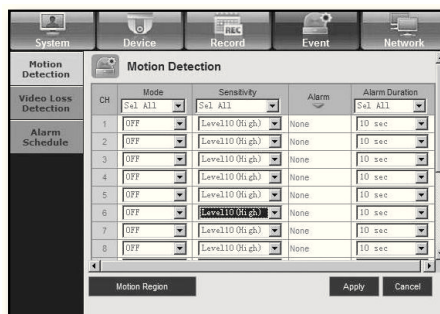 System Device Record Event Network
REC
Motion Detection
Video Loss Detection
Alarm Schedule
Motion Detection
CH Mode Sensitivity Alarm Alarm Duration
Sel All Sel All Sel All
1 OFF Level10(High) None 10 sec
2 OFF Level10(High) None 10 sec
3 OFF Level10(High) None 10 sec
4 OFF Level10(High) None 10 sec
5 OFF Level10(High) None 10 sec
6 OFF Level10(High) None 10 sec
7 OFF Level10(High) None 10 sec
8 OFF Level10(High) None 10 sec
Motion Region Apply Cancel